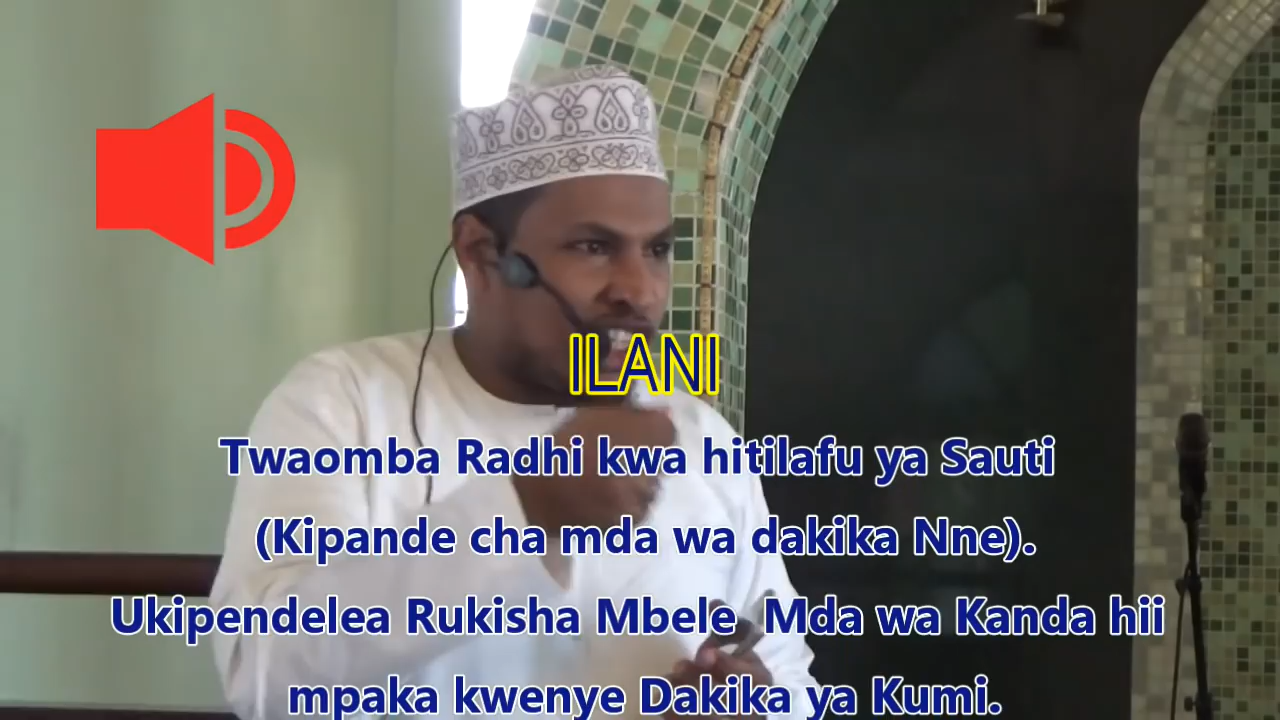 ILANI
Twaomba Radhi kwa hitilafu ya Sauti
(Kipande cha mda wa dakika Nne).
Ukipendelea Rukisha Mbele Mda wa Kanda hii
mpaka kwenye Dakika ya Kumi.